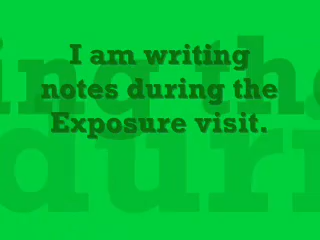 I am writing
notes during the
Exposure visit.